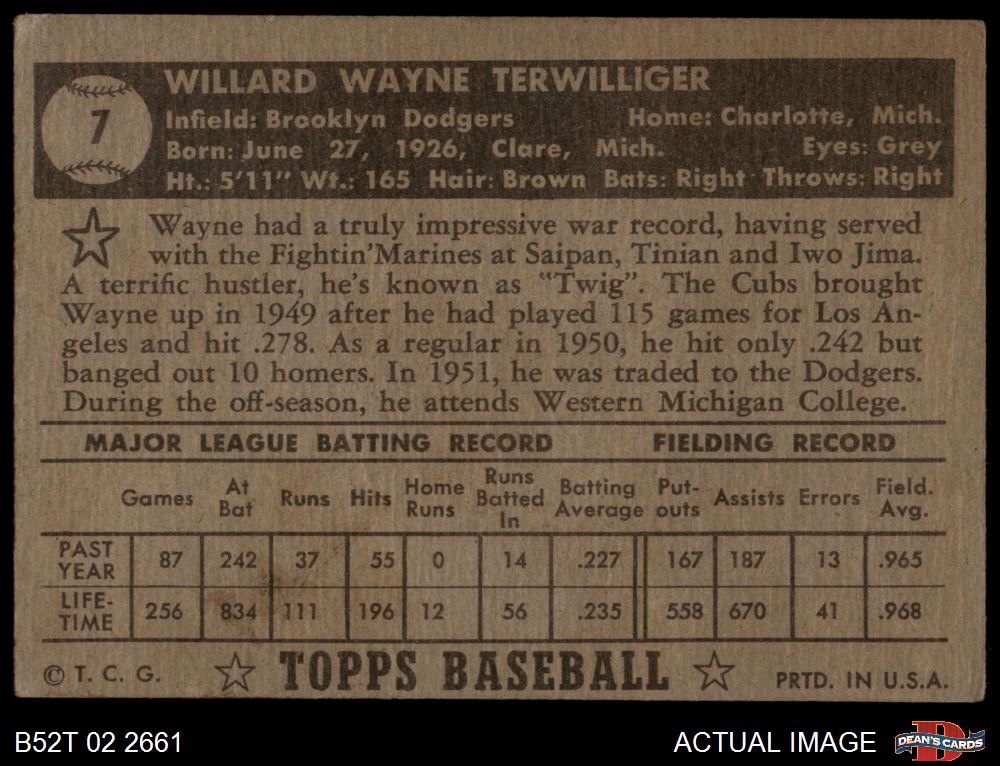 7
WILLARD WAYNE TERWILLIGER
Infield: Brooklyn Dodgers Home: Charlotte, Mich.
Born: June 27, 1926, Clare, Mich. Eyes: Grey
Ht.: 5'11" Wt.: 165 Hair: Brown Bats: Right Throws: Right
Wayne had a truly impressive war record, having served
with the Fightin' Marines at Saipan, Tinian and Iwo Jima.
A terrific hustler, he's known as "Twig". The Cubs brought
Wayne up in 1949 after he had played 115 games for Los An-
geles and hit .278. As a regular in 1950, he hit only .242 but
banged out 10 homers. In 1951, he was traded to the Dodgers.
During the off-season, he attends Western Michigan College.
MAJOR LEAGUE BATTING RECORD FIELDING RECORD
Games At Bat Runs Hits Home Runs Runs Batted In Batting Average Put-outs Assists Errors Field. Avg.
PAST YEAR 87 242 37 55 0 14 .227 167 187 13 .965
LIFE-TIME 256 834 111 196 12 56 .235 558 670 41 .968
© T. C. G. TOPPS BASEBALL PRTD. IN U.S.A.
B52T 02 2661 ACTUAL IMAGE D DEAN'S CARDS